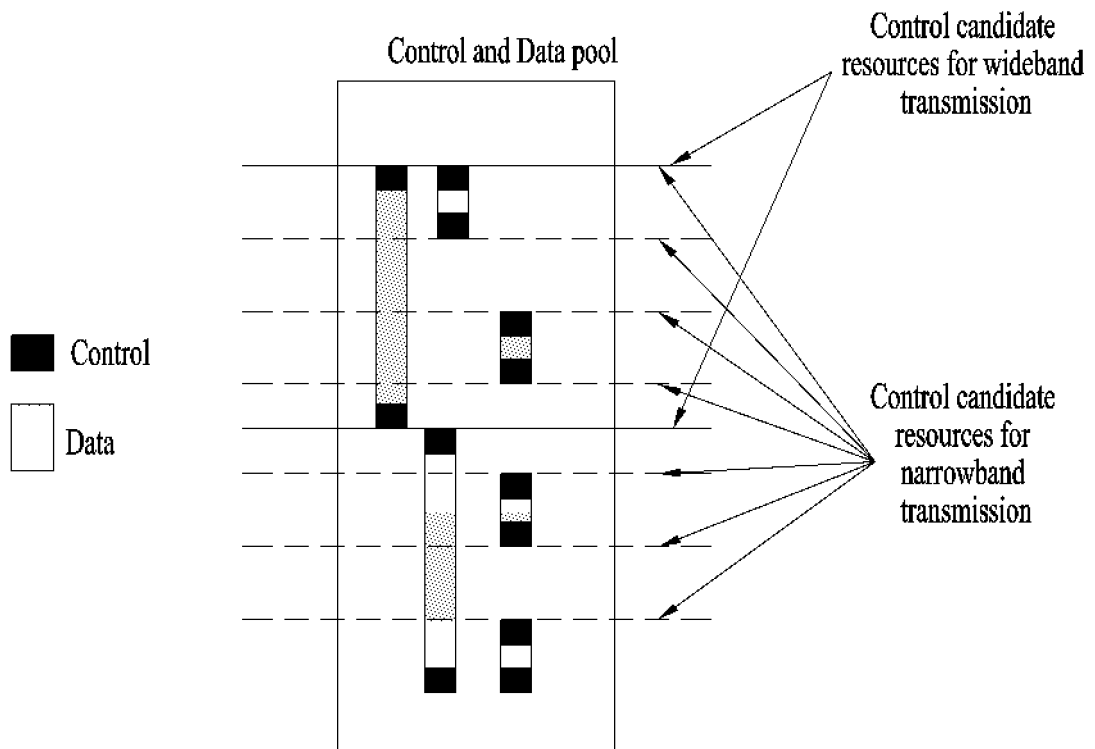 Control and Data pool
Control candidate
resources for wideband
transmission
Control
Data
Control candidate
resources for
narrowband
transmission